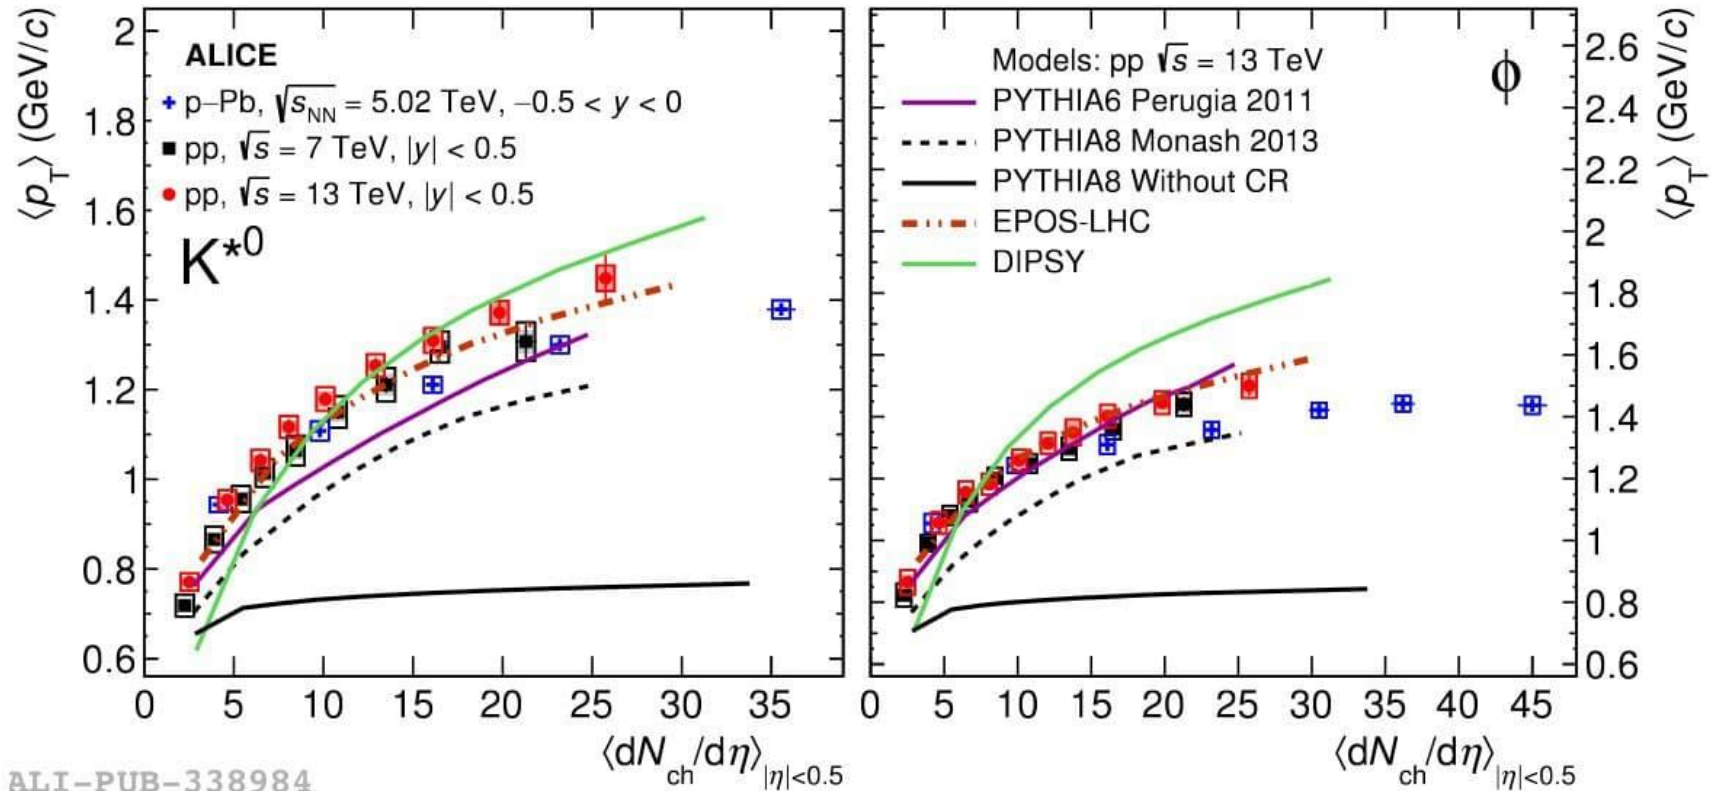 ⟨p_T⟩ (GeV/c)
2
1.8
1.6
1.4
1.2
1
0.8
0.6
ALICE
p–Pb, √s_NN = 5.02 TeV, −0.5 < y < 0
pp, √s = 7 TeV, |y| < 0.5
pp, √s = 13 TeV, |y| < 0.5
K*0
0 5 10 15 20 25 30 35
⟨dN_ch/dη⟩|η|<0.5
Models: pp √s = 13 TeV
PYTHIA6 Perugia 2011
PYTHIA8 Monash 2013
PYTHIA8 Without CR
EPOS-LHC
DIPSY
ϕ
⟨p_T⟩ (GeV/c)
2.6
2.4
2.2
2
1.8
1.6
1.4
1.2
1
0.8
0.6
0 5 10 15 20 25 30 35 40 45
⟨dN_ch/dη⟩|η|<0.5
ALI-PUB-338984